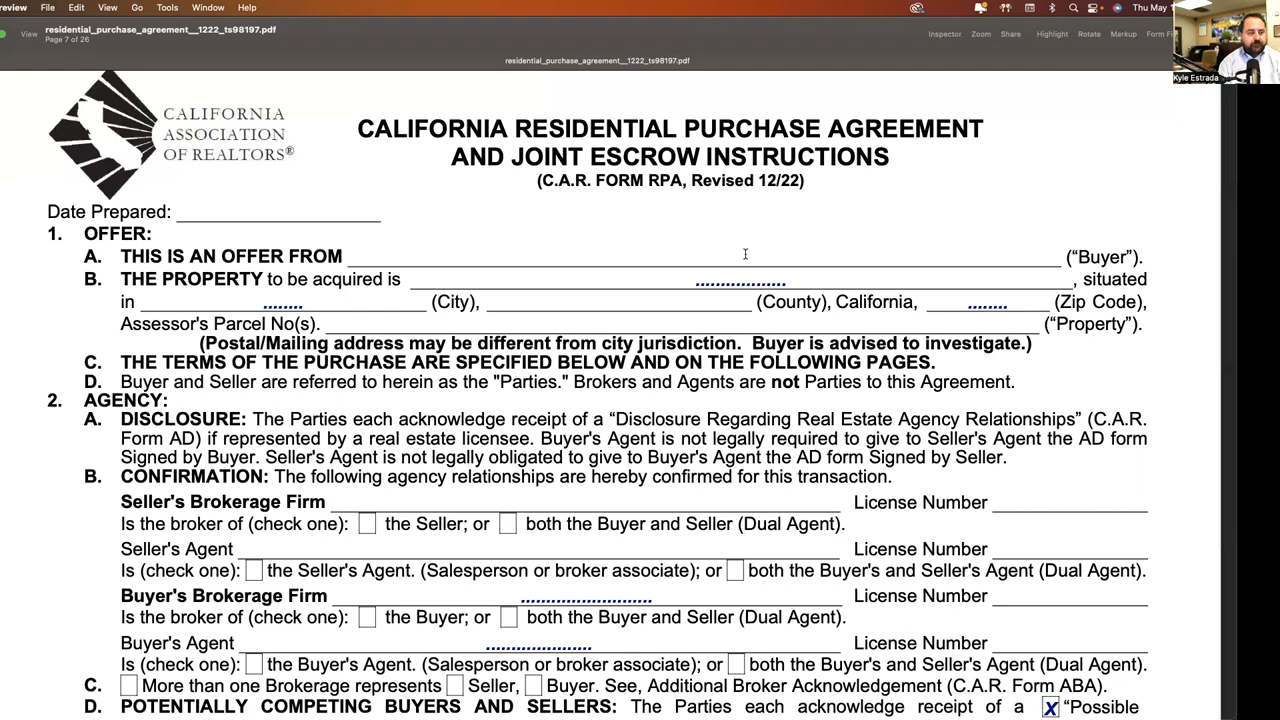 review File Edit View Go Tools Window Help Thu May 1
View residential_purchase_agreement__1222_ts98197.pdf Inspector Zoom Share Highlight Rotate Markup Form Fi
Page 7 of 26
residential_purchase_agreement__1222_ts98197.pdf
Kyle Estrada
CALIFORNIA
ASSOCIATION
OF REALTORS®
CALIFORNIA RESIDENTIAL PURCHASE AGREEMENT
AND JOINT ESCROW INSTRUCTIONS
(C.A.R. FORM RPA, Revised 12/22)
Date Prepared:
1. OFFER:
A. THIS IS AN OFFER FROM ("Buyer").
B. THE PROPERTY to be acquired is , situated
in (City), (County), California, (Zip Code),
Assessor's Parcel No(s). ("Property").
(Postal/Mailing address may be different from city jurisdiction. Buyer is advised to investigate.)
C. THE TERMS OF THE PURCHASE ARE SPECIFIED BELOW AND ON THE FOLLOWING PAGES.
D. Buyer and Seller are referred to herein as the "Parties." Brokers and Agents are not Parties to this Agreement.
2. AGENCY:
A. DISCLOSURE: The Parties each acknowledge receipt of a “Disclosure Regarding Real Estate Agency Relationships” (C.A.R.
Form AD) if represented by a real estate licensee. Buyer's Agent is not legally required to give to Seller's Agent the AD form
Signed by Buyer. Seller's Agent is not legally obligated to give to Buyer's Agent the AD form Signed by Seller.
B. CONFIRMATION: The following agency relationships are hereby confirmed for this transaction.
Seller's Brokerage Firm License Number
Is the broker of (check one): the Seller; or both the Buyer and Seller (Dual Agent).
Seller's Agent License Number
Is (check one): the Seller's Agent. (Salesperson or broker associate); or both the Buyer's and Seller's Agent (Dual Agent).
Buyer's Brokerage Firm License Number
Is the broker of (check one): the Buyer; or both the Buyer and Seller (Dual Agent).
Buyer's Agent License Number
Is (check one): the Buyer's Agent. (Salesperson or broker associate); or both the Buyer's and Seller's Agent (Dual Agent).
C. More than one Brokerage represents Seller, Buyer. See, Additional Broker Acknowledgement (C.A.R. Form ABA).
D. POTENTIALLY COMPETING BUYERS AND SELLERS: The Parties each acknowledge receipt of a X “Possible